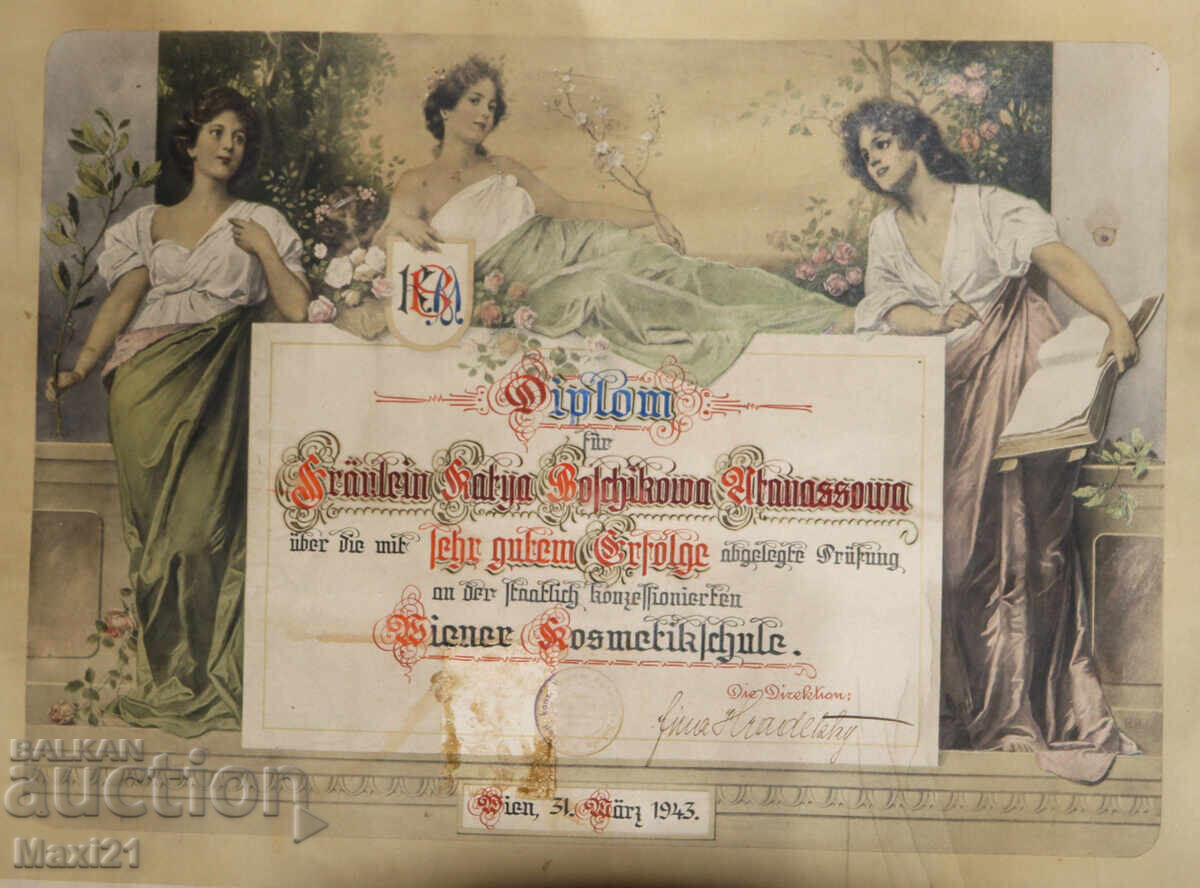 Diplom
für
Fräulein Katya Boschikowa Atanassowa
über die mit sehr gutem Erfolge abgelegte Prüfung
an der staatlich konzessionierten
Wiener Kosmetikschule.
Die Direktion:
Wien, 31. März 1943.
BALKAN
auction
Maxi21